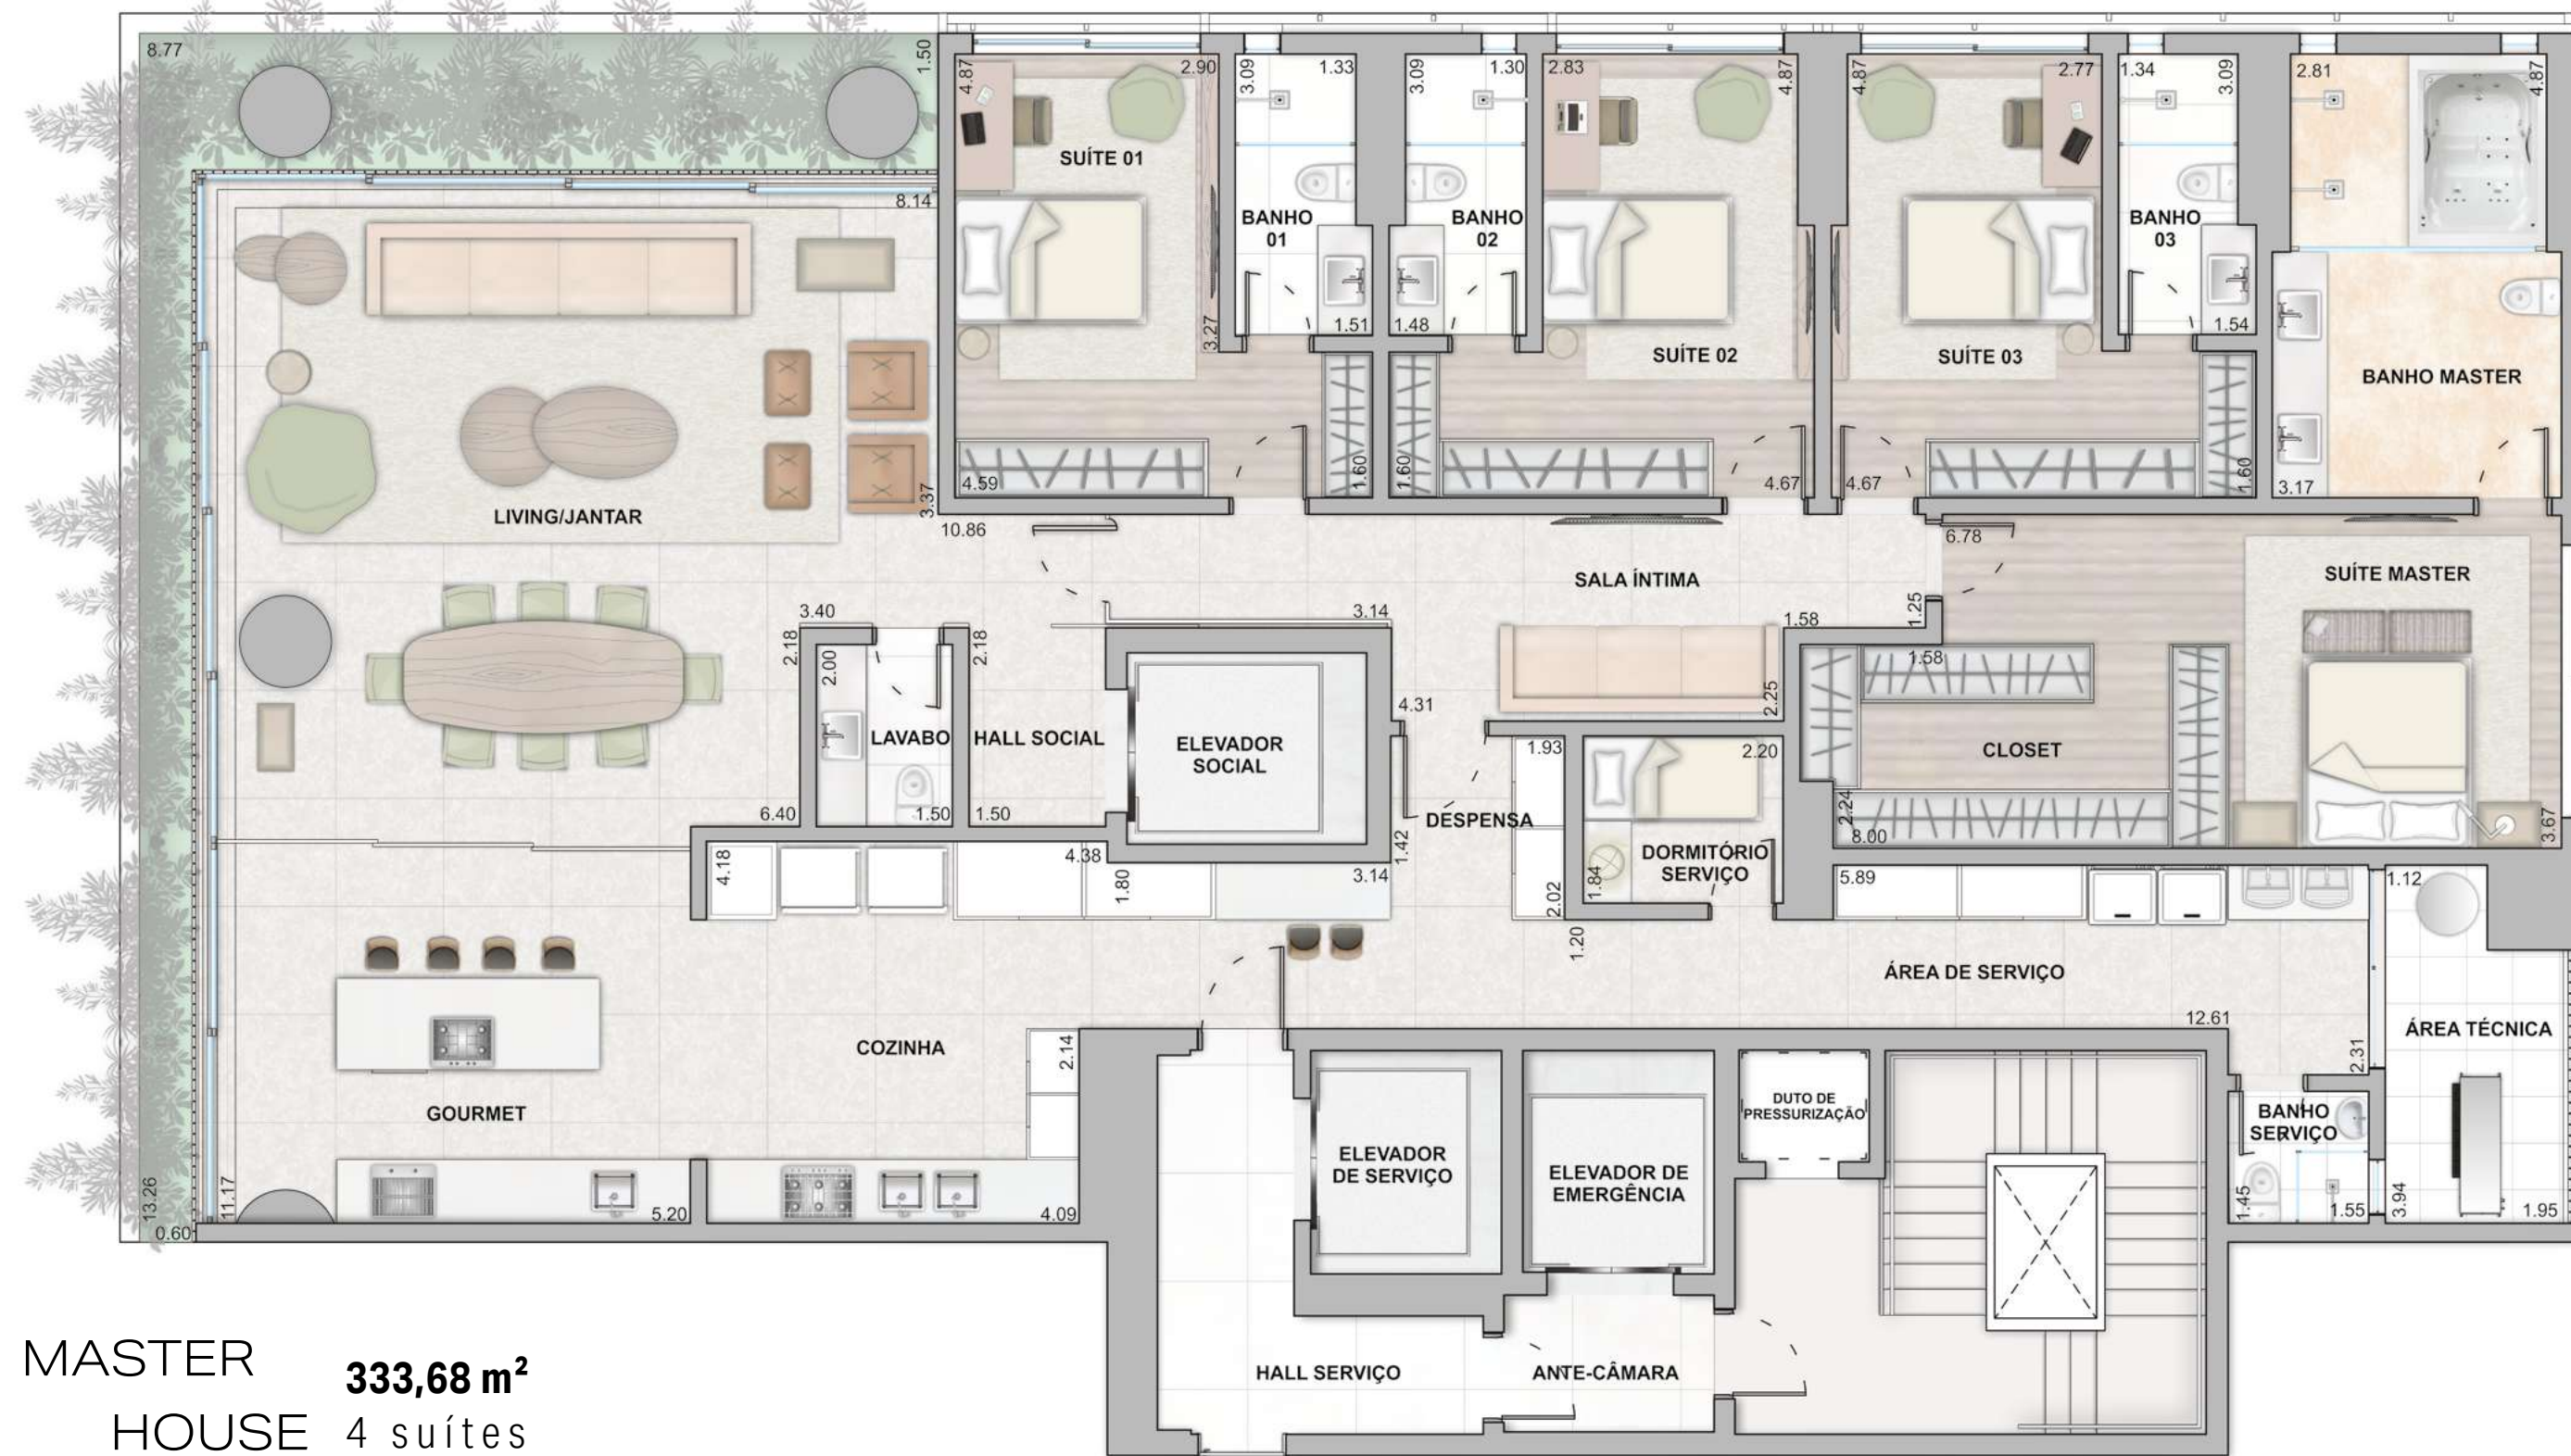 8.77
1.50
4.87
2.90
3.09
1.33
3.09
1.30
2.83
4.87
4.87
2.77
1.34
3.09
2.81
4.87
SUÍTE 01
8.14
BANHO
01
BANHO
02
BANHO
03
3.27
1.51
1.48
1.54
SUÍTE 02
SUÍTE 03
BANHO MASTER
4.59
1.60
1.60
4.67
4.67
1.60
3.17
3.37
LIVING/JANTAR
10.86
6.78
SALA ÍNTIMA
SUÍTE MASTER
3.40
3.14
1.58
1.25
2.18
2.00
2.18
1.58
4.31
2.25
LAVABO
HALL SOCIAL
ELEVADOR
SOCIAL
1.93
2.20
CLOSET
6.40
1.50
1.50
DESPENSA
2.24
8.00
3.67
4.18
4.38
1.80
1.42
3.14
DORMITÓRIO
SERVIÇO
1.84
2.02
5.89
1.12
1.20
ÁREA DE SERVIÇO
12.61
ÁREA TÉCNICA
COZINHA
2.14
2.31
GOURMET
DUTO DE
PRESSURIZAÇÃO
BANHO
SERVIÇO
ELEVADOR
DE SERVIÇO
ELEVADOR DE
EMERGÊNCIA
13.26
11.17
0.60
5.20
4.09
1.45
1.55
3.94
1.95
HALL SERVIÇO
ANTE-CÂMARA
MASTER
HOUSE
333,68 m²
4 suítes